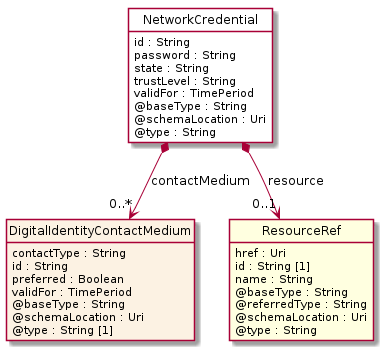 NetworkCredential
id : String
password : String
state : String
trustLevel : String
validFor : TimePeriod
@baseType : String
@schemaLocation : Uri
@type : String
contactMedium
resource
0..*
0..1
DigitalIdentityContactMedium
contactType : String
id : String
preferred : Boolean
validFor : TimePeriod
@baseType : String
@schemaLocation : Uri
@type : String [1]
ResourceRef
href : Uri
id : String [1]
name : String
@baseType : String
@referredType : String
@schemaLocation : Uri
@type : String